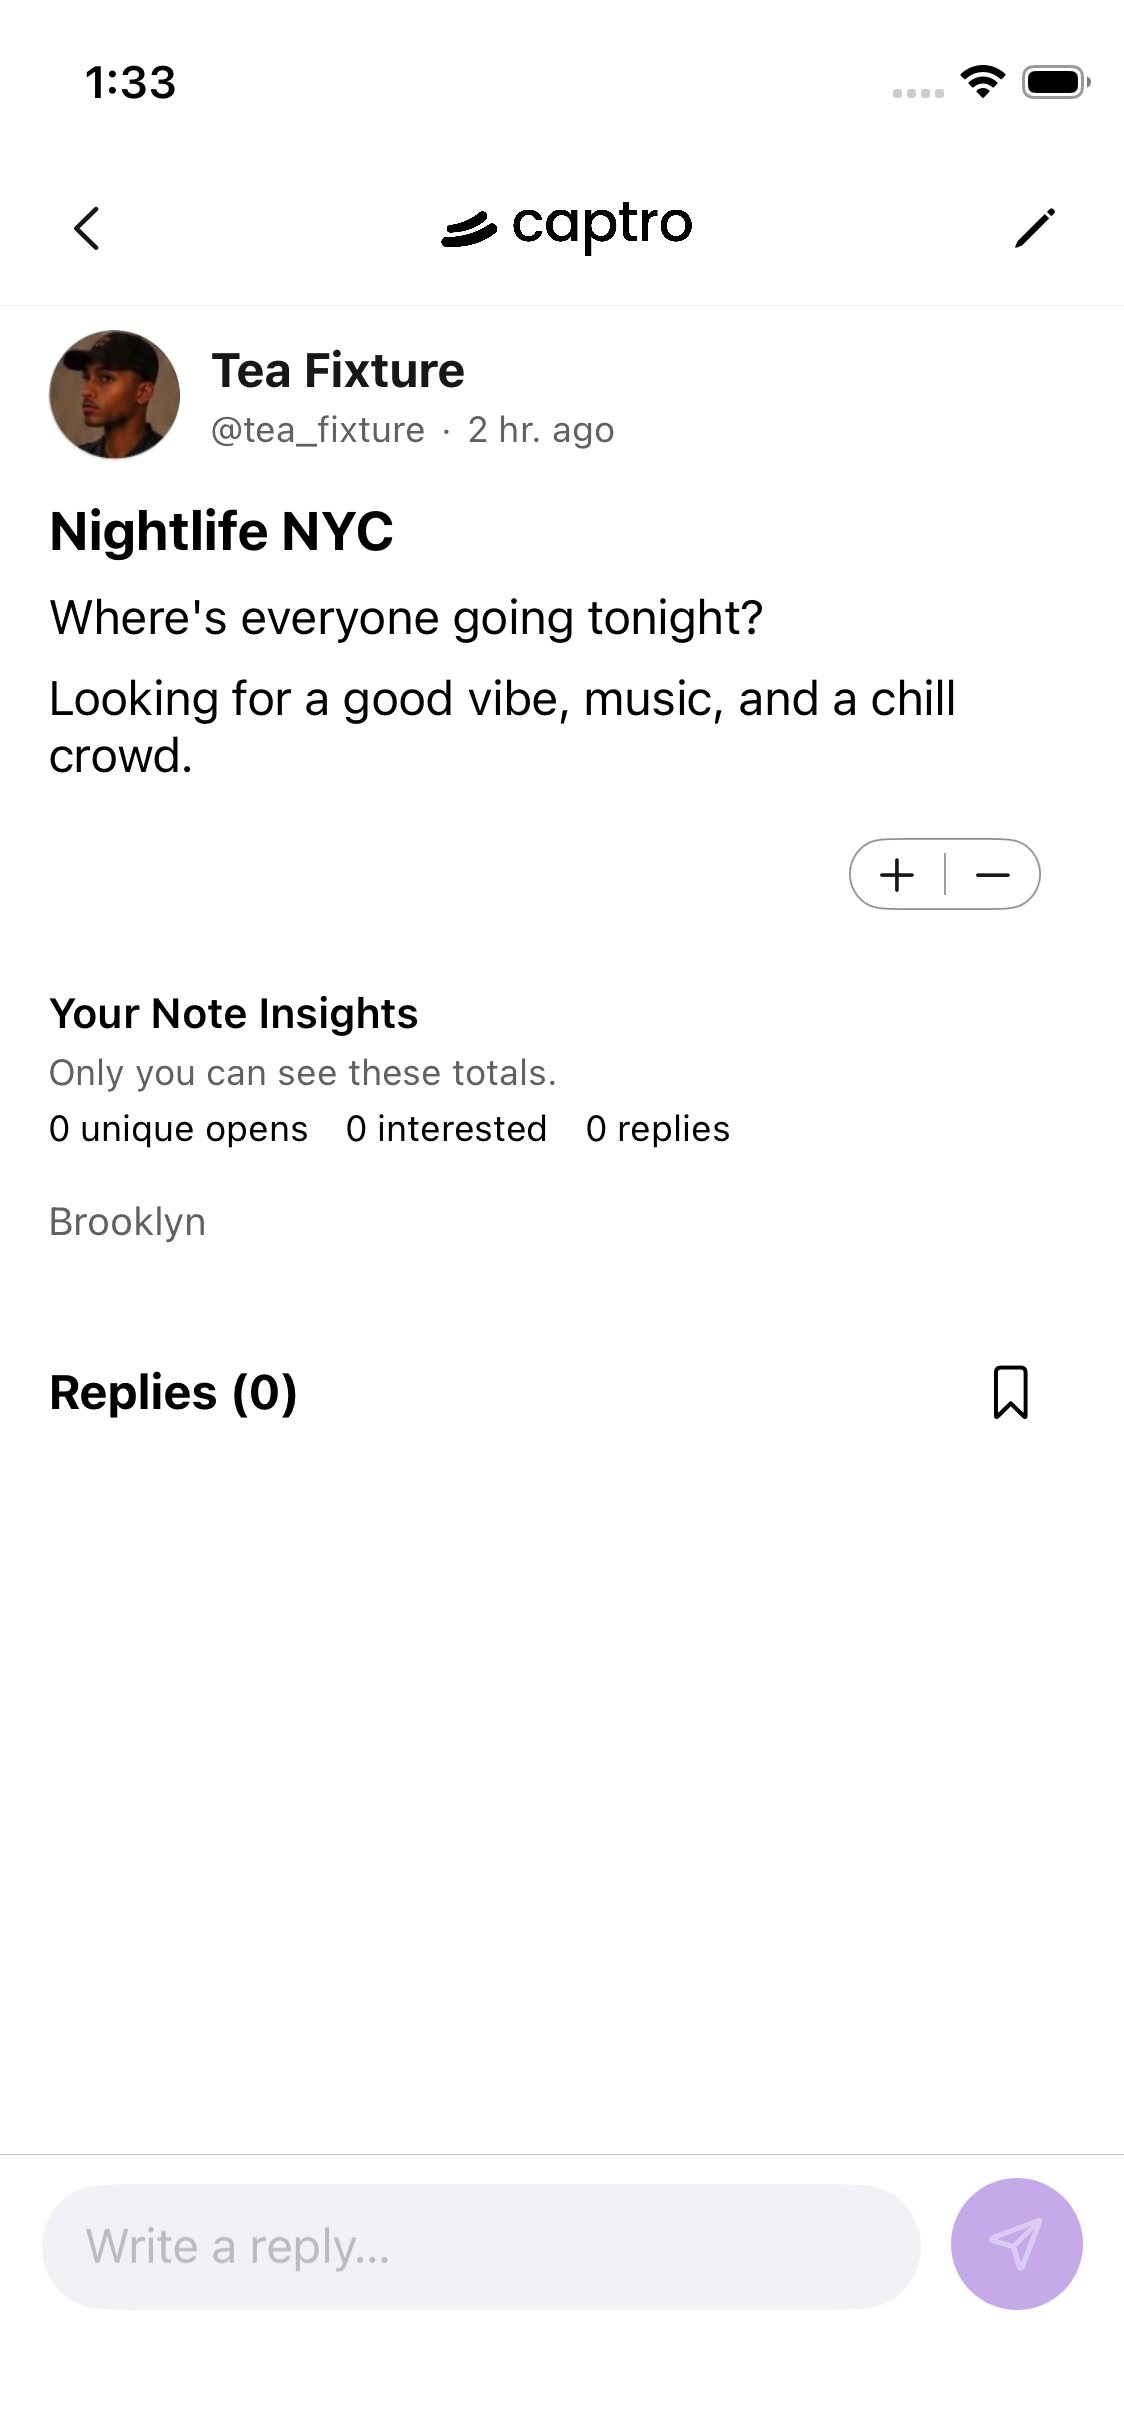 1:33
captro
Tea Fixture
@tea_fixture · 2 hr. ago
Nightlife NYC
Where's everyone going tonight?
Looking for a good vibe, music, and a chill
crowd.
Your Note Insights
Only you can see these totals.
0 unique opens 0 interested 0 replies
Brooklyn
Replies (0)
Write a reply...